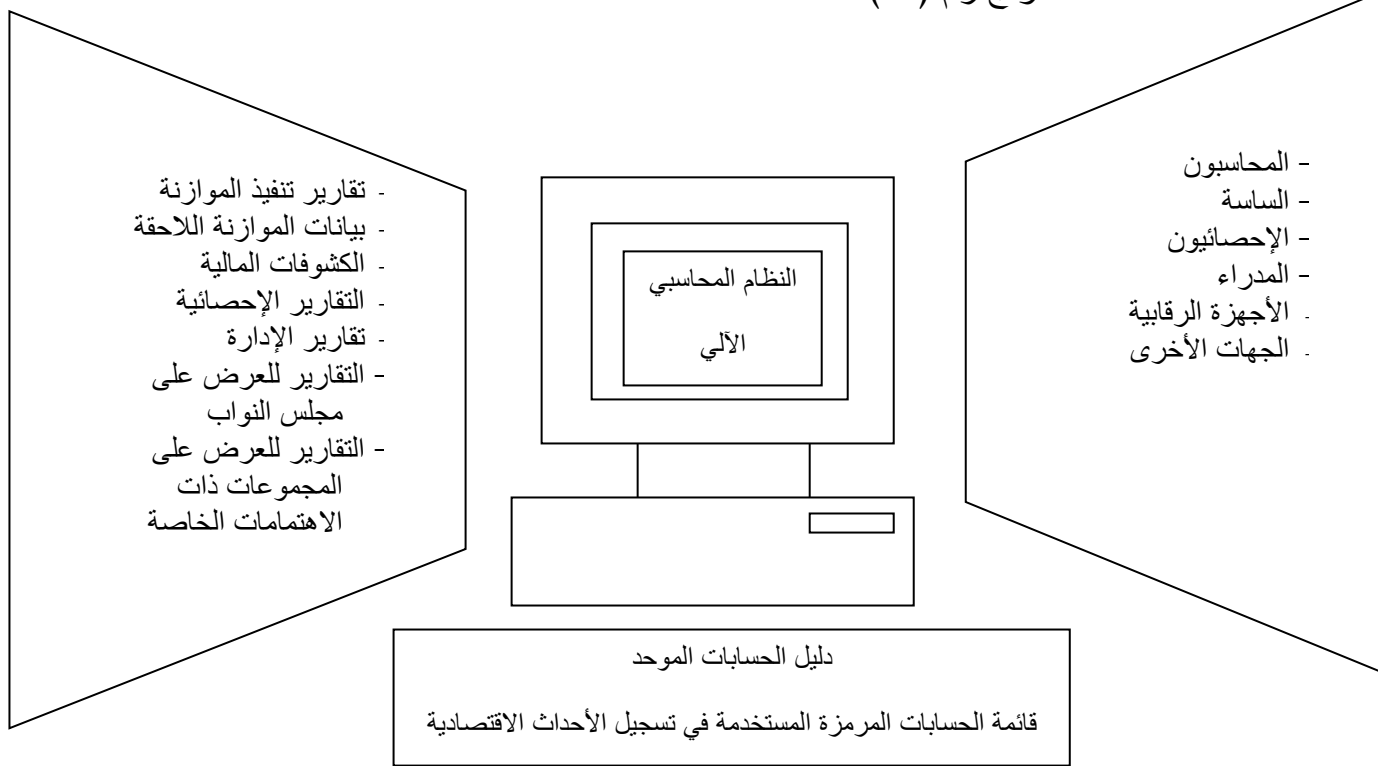 - المحاسبون
- الساسة
- الإحصائيون
- المدراء
- الأجهزة الرقابية
- الجهات الأخرى
النظام المحاسبي
الآلي
- تقارير تنفيذ الموازنة
- بيانات الموازنة اللاحقة
- الكشوفات المالية
- التقارير الإحصائية
- تقارير الإدارة
- التقارير للعرض على
مجلس النواب
- التقارير للعرض على
المجموعات ذات
الاهتمامات الخاصة
دليل الحسابات الموحد
قائمة الحسابات المرمزة المستخدمة في تسجيل الأحداث الاقتصادية